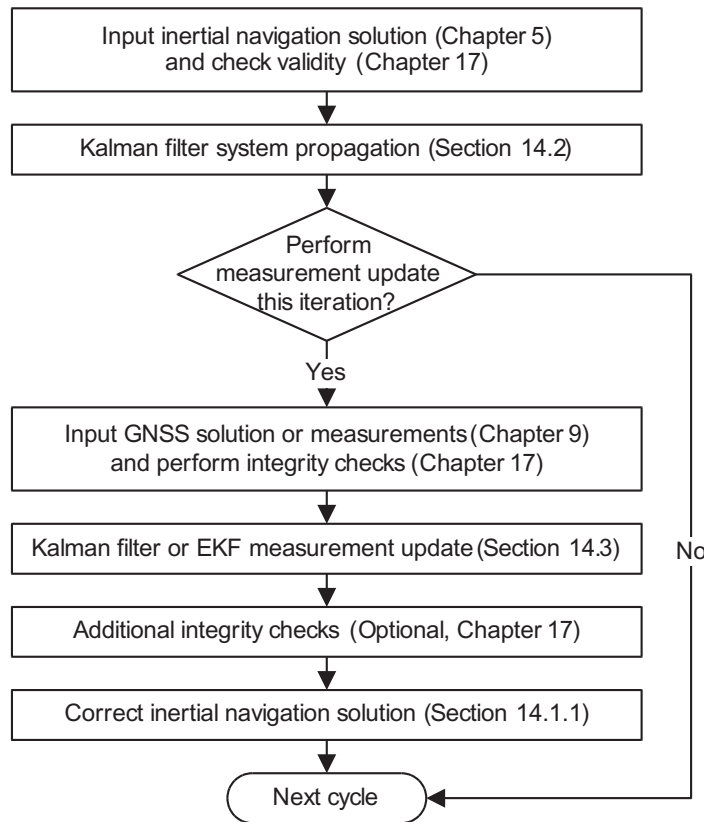 Input inertial navigation solution (Chapter 5)
and check validity (Chapter 17)
Kalman filter system propagation (Section 14.2)
Perform
measurement update
this iteration?
Yes
Input GNSS solution or measurements (Chapter 9)
and perform integrity checks (Chapter 17)
Kalman filter or EKF measurement update (Section 14.3)
No
Additional integrity checks (Optional, Chapter 17)
Correct inertial navigation solution (Section 14.1.1)
Next cycle